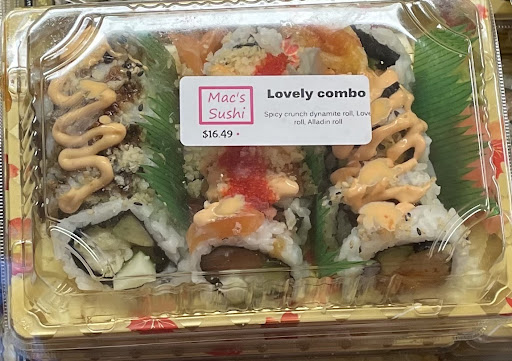 Mac's
Sushi
$16.49
Lovely combo
Spicy crunch dynamite roll, Love
roll, Alladin roll